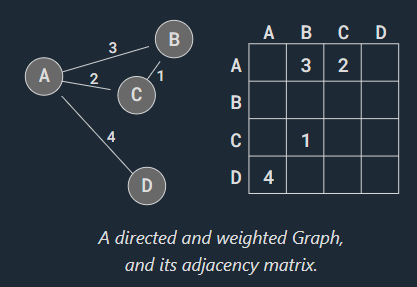 A B C D
3 2 1 4
A B C D
A 3 2
B
C 1
D 4
A directed and weighted Graph,
and its adjacency matrix.